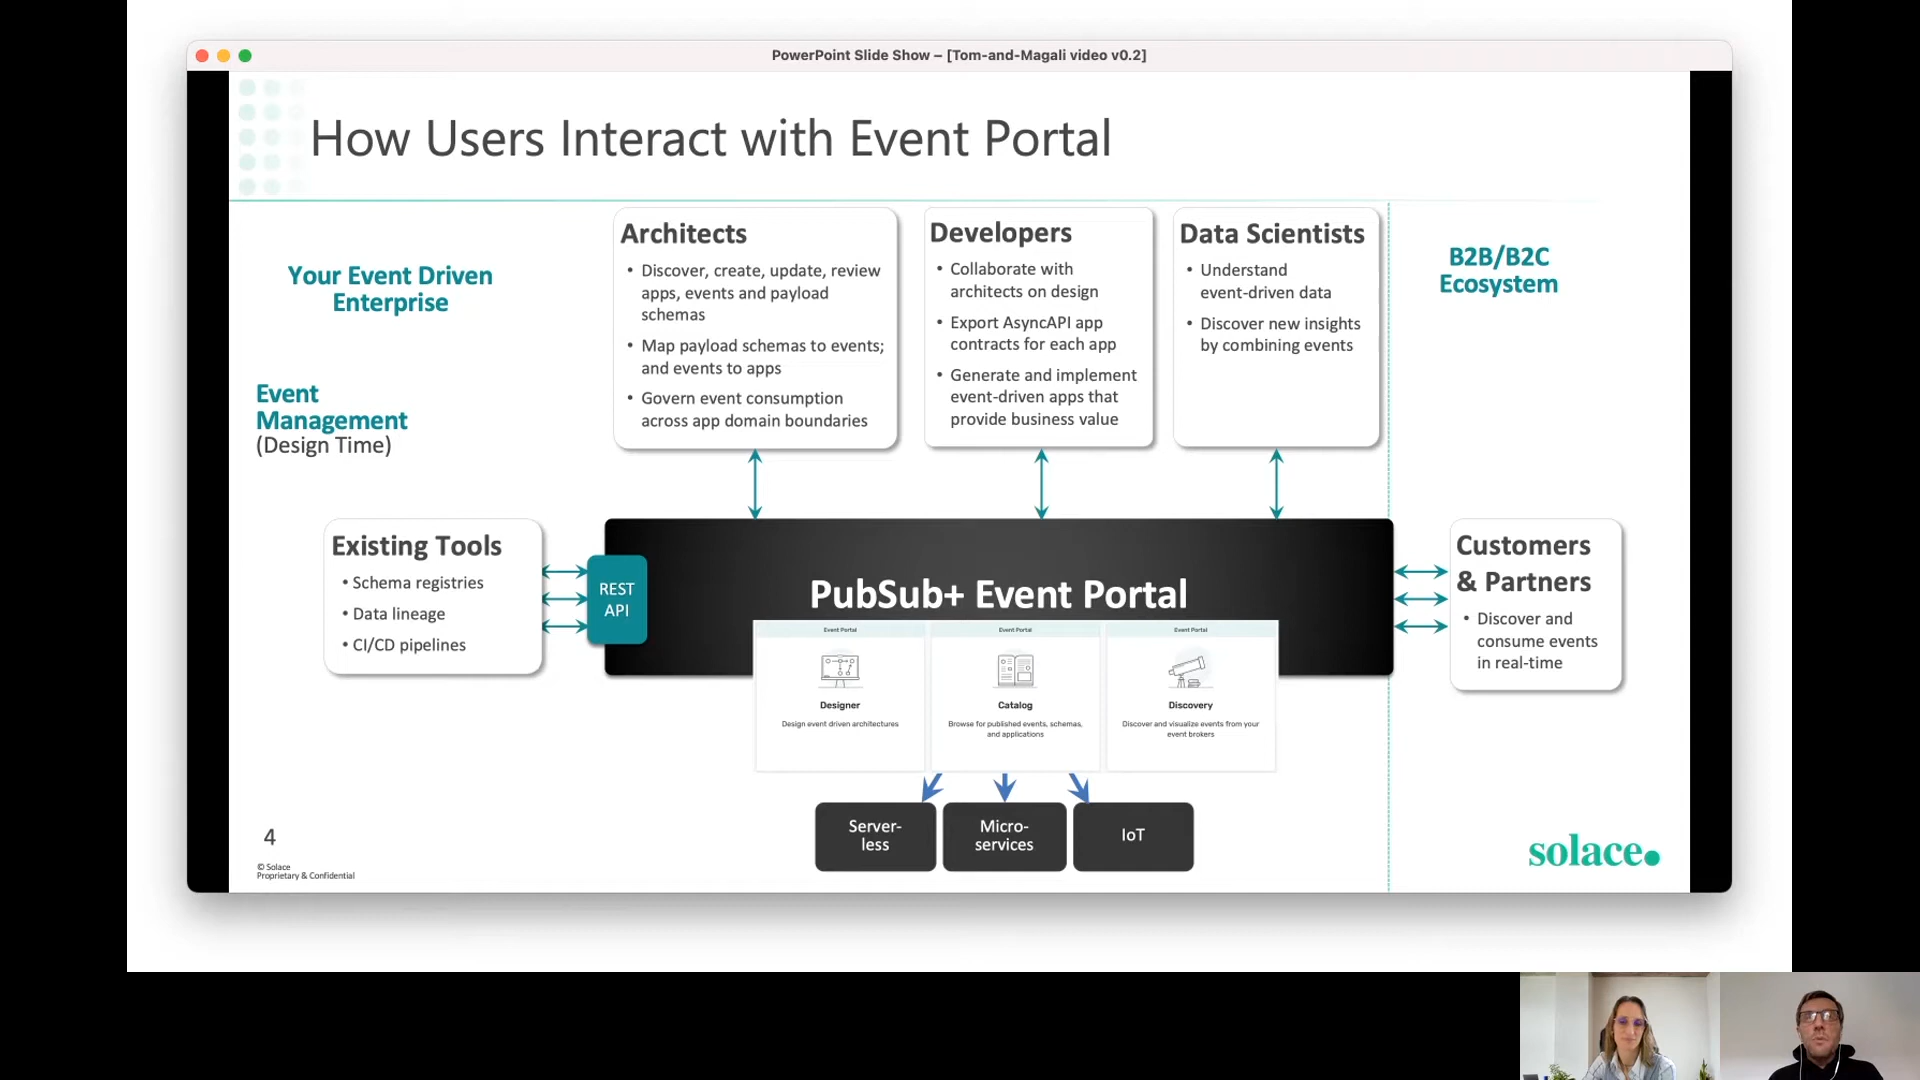 PowerPoint Slide Show – [Tom-and-Magali video v0.2]
How Users Interact with Event Portal
Your Event Driven
Enterprise
Event
Management
(Design Time)
Architects
• Discover, create, update, review
apps, events and payload
schemas
• Map payload schemas to events;
and events to apps
• Govern event consumption
across app domain boundaries
Developers
• Collaborate with
architects on design
• Export AsyncAPI app
contracts for each app
• Generate and implement
event-driven apps that
provide business value
Data Scientists
• Understand
event-driven data
• Discover new insights
by combining events
B2B/B2C
Ecosystem
Existing Tools
• Schema registries
• Data lineage
• CI/CD pipelines
REST
API
PubSub+ Event Portal
Event Portal
Designer
Design event driven architectures
Event Portal
Catalog
Browse for published events, schemas,
and applications
Event Portal
Discovery
Discover and visualize events from your
event brokers
Customers
& Partners
• Discover and
consume events
in real-time
Server-
less
Micro-
services
IoT
4
© Solace
Proprietary & Confidential
solace.